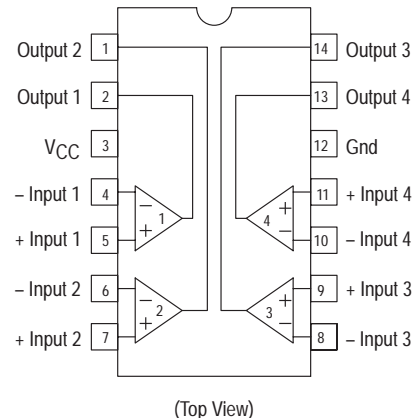 Output 2 1 14 Output 3
Output 1 2 13 Output 4
VCC 3 12 Gnd
– Input 1 4 – 1 + 4 11 + Input 4
+ Input 1 5 + – 10 – Input 4
– Input 2 6 – 2 + 3 9 + Input 3
+ Input 2 7 + – 8 – Input 3
(Top View)